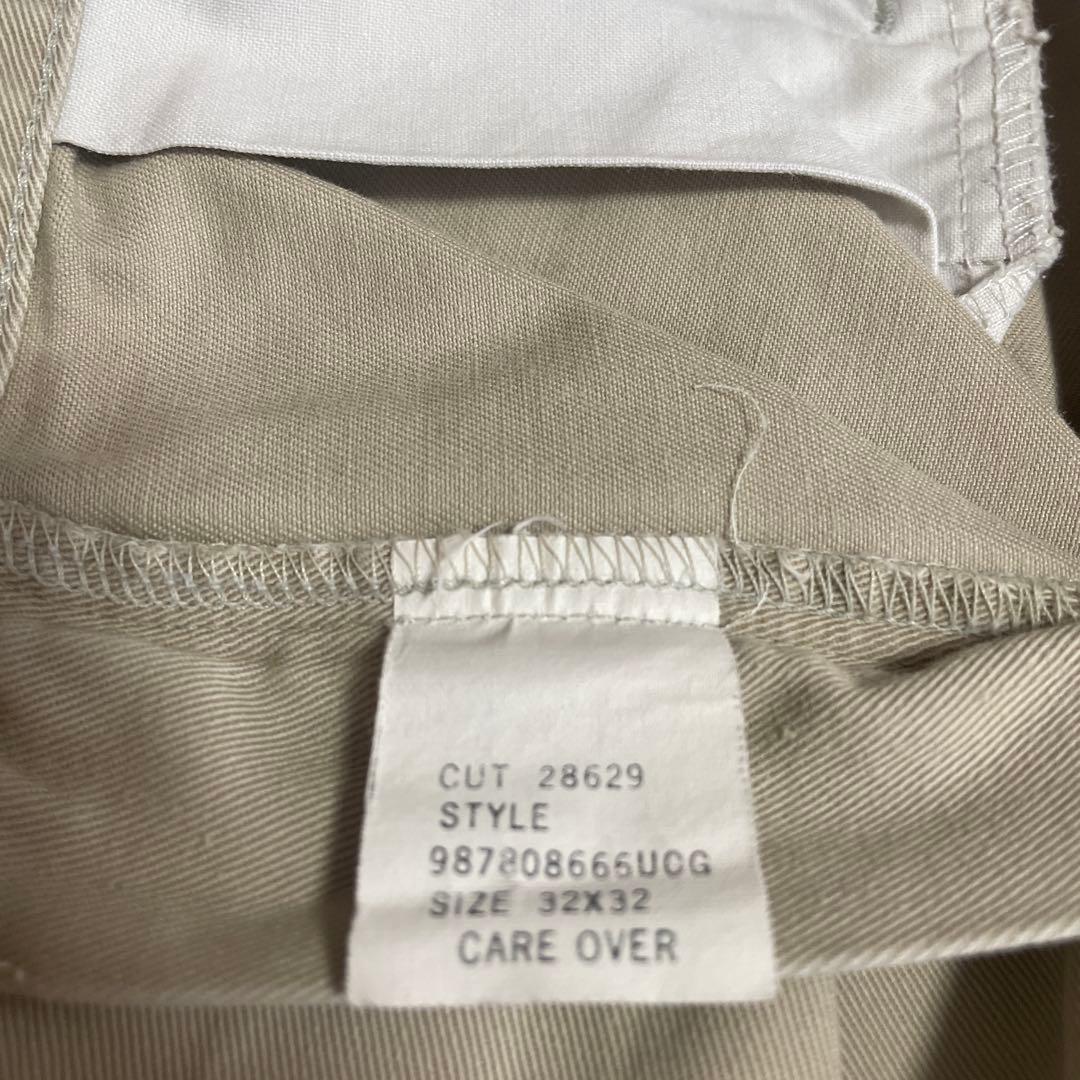 CUT 28629
STYLE
987808666UCG
SIZE 32X32
CARE OVER